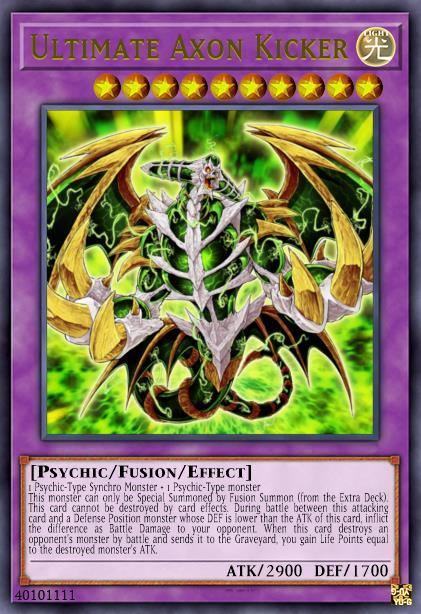 Ultimate Axon Kicker
LIGHT
光
[Psychic/Fusion/Effect]
1 Psychic-Type Synchro Monster + 1 Psychic-Type monster
This monster can only be Special Summoned by Fusion Summon (from the Extra Deck).
This card cannot be destroyed by card effects. During battle between this attacking
card and a Defense Position monster whose DEF is lower than the ATK of this card, inflict
the difference as Battle Damage to your opponent. When this card destroys an
opponent's monster by battle and sends it to the Graveyard, you gain Life Points equal
to the destroyed monster's ATK.
ATK/2900 DEF/1700
40101111